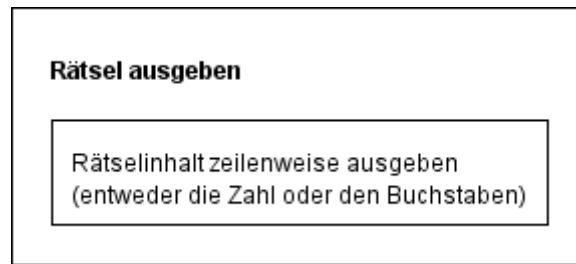 Rätsel ausgeben
Rätselinhalt zeilenweise ausgeben
(entweder die Zahl oder den Buchstaben)